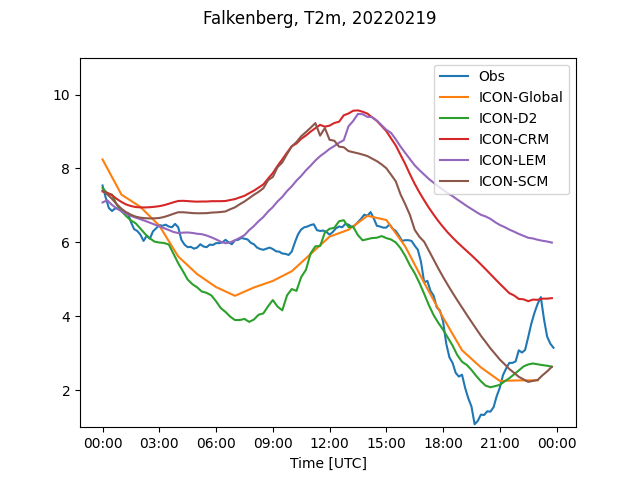 Falkenberg, T2m, 20220219
Obs
ICON-Global
ICON-D2
ICON-CRM
ICON-LEM
ICON-SCM
10
8
6
4
2
00:00 03:00 06:00 09:00 12:00 15:00 18:00 21:00 00:00
Time [UTC]